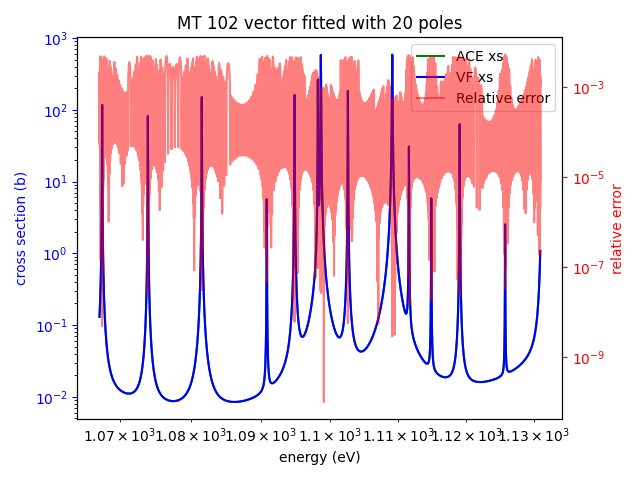 MT 102 vector fitted with 20 poles
ACE xs
VF xs
Relative error
cross section (b)
10³
10²
10¹
10⁰
10⁻¹
10⁻²
relative error
10⁻³
10⁻⁵
10⁻⁷
10⁻⁹
1.07 × 10³ 1.08 × 10³ 1.09 × 10³ 1.1 × 10³ 1.11 × 10³ 1.12 × 10³ 1.13 × 10³
energy (eV)